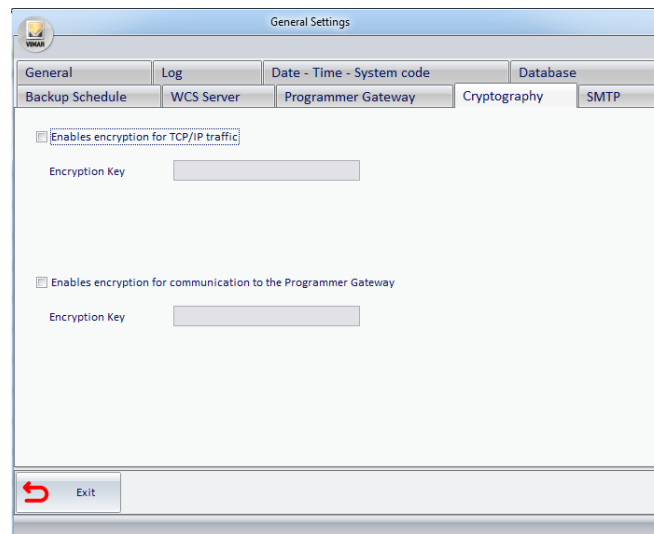 General Settings
VIMAR
General Log Date - Time - System code Database
Backup Schedule WCS Server Programmer Gateway Cryptography SMTP
Enables encryption for TCP/IP traffic
Encryption Key
Enables encryption for communication to the Programmer Gateway
Encryption Key
Exit